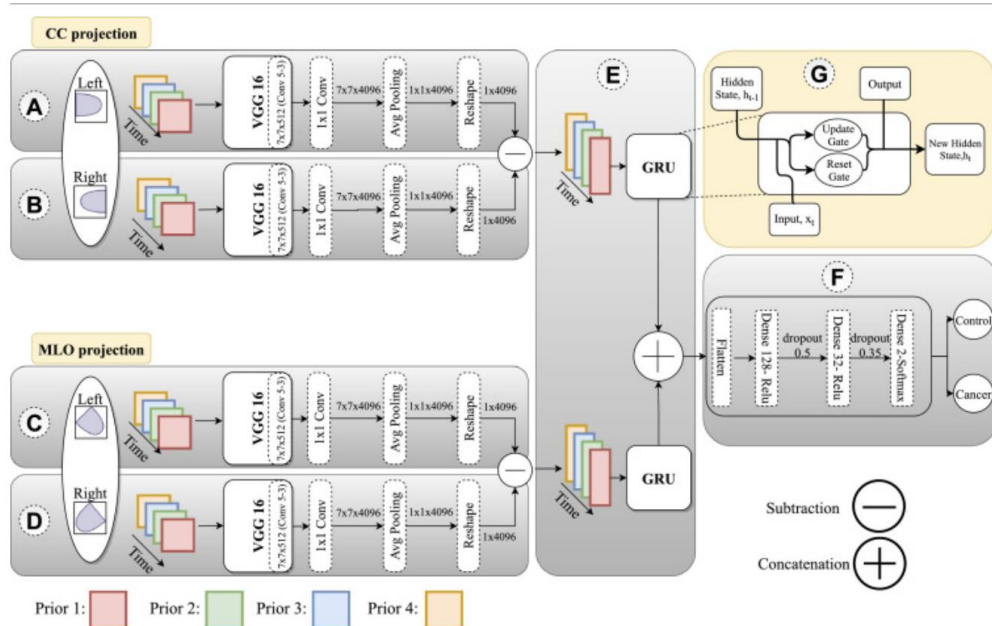 CC projection
A
Left
Time
VGG 16
7x7x512 (Conv 5-3)
1x1 Conv
7x7x4096
Avg Pooling
1x1x4096
Reshape
1x4096
B
Right
Time
VGG 16
7x7x512 (Conv 5-3)
1x1 Conv
7x7x4096
Avg Pooling
1x1x4096
Reshape
1x4096
MLO projection
C
Left
Time
VGG 16
7x7x512 (Conv 5-3)
1x1 Conv
7x7x4096
Avg Pooling
1x1x4096
Reshape
1x4096
D
Right
Time
VGG 16
7x7x512 (Conv 5-3)
1x1 Conv
7x7x4096
Avg Pooling
1x1x4096
Reshape
1x4096
E
Time
GRU
Time
GRU
G
Hidden
State, ht-1
Output
Update
Gate
Reset
Gate
New Hidden
State,ht
Input, xt
F
Flatten
Dense 128- Relu
dropout
0.5
Dense 32- Relu
dropout
0.35
Dense 2-Softmax
Control
Cancer
Subtraction
Concatenation
Prior 1:
Prior 2:
Prior 3:
Prior 4: